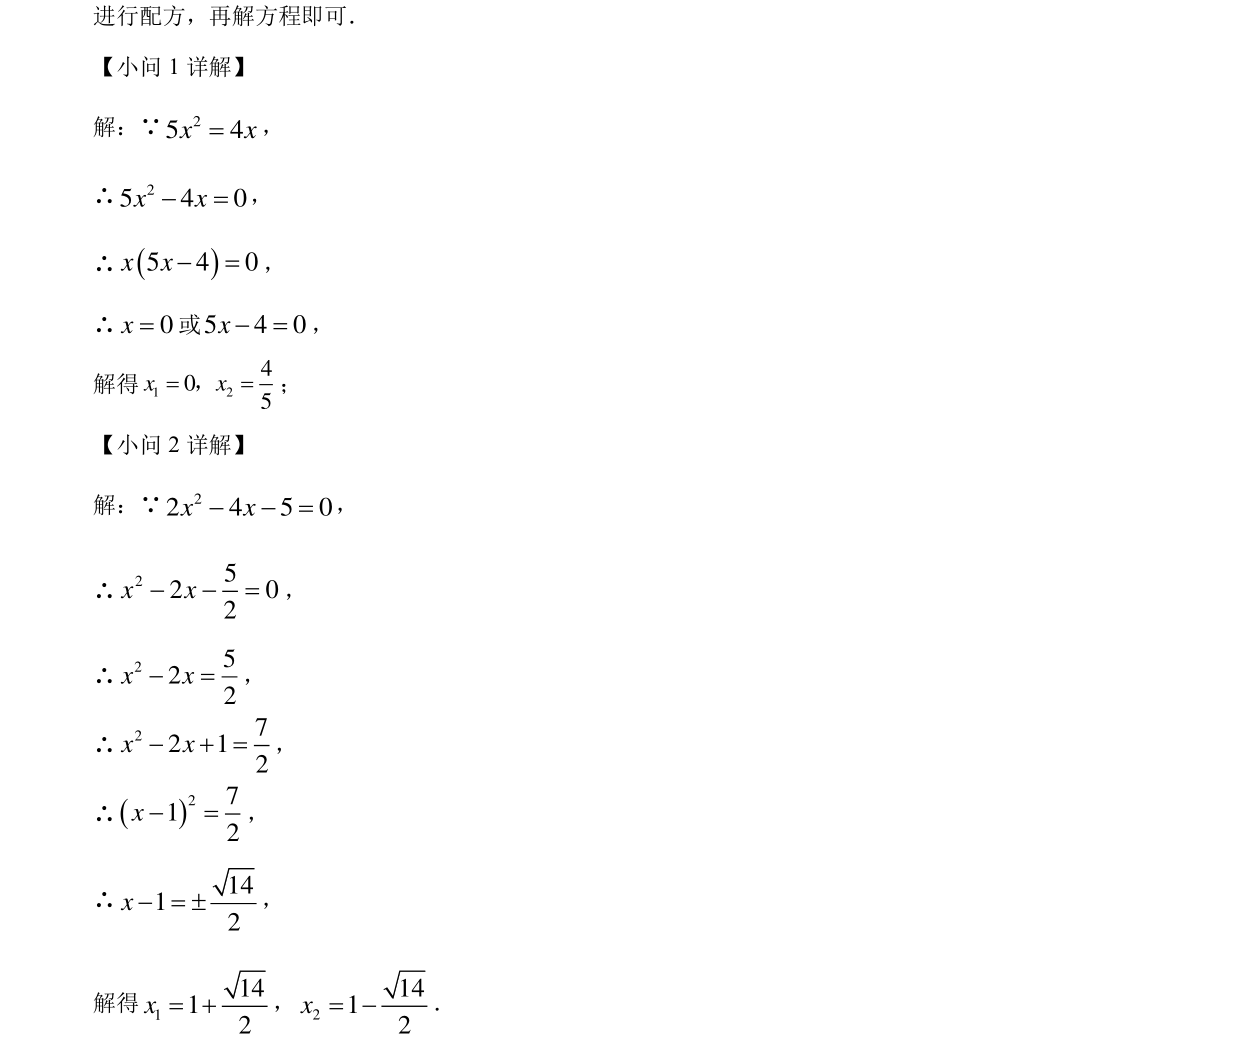 进行配方，再解方程即可．
【小问 1 详解】
解：∵ 5x² = 4x，
∴ 5x² − 4x = 0，
∴ x(5x − 4) = 0，
∴ x = 0 或 5x − 4 = 0，
解得 x₁ = 0，x₂ = 4/5；
【小问 2 详解】
解：∵ 2x² − 4x − 5 = 0，
∴ x² − 2x − 5/2 = 0，
∴ x² − 2x = 5/2，
∴ x² − 2x + 1 = 7/2，
∴ (x − 1)² = 7/2，
∴ x − 1 = ± √14/2，
解得 x₁ = 1 + √14/2，x₂ = 1 − √14/2．